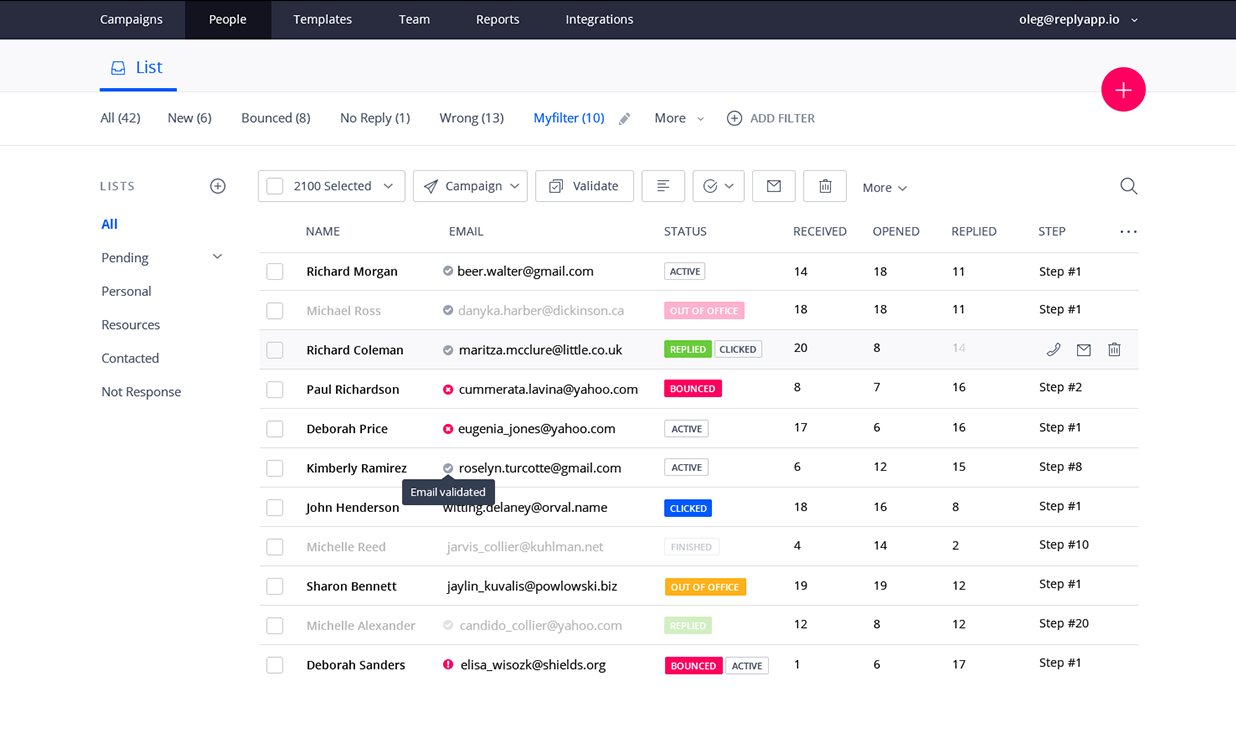 Campaigns People Templates Team Reports Integrations oleg@replyapp.io
List
All (42) New (6) Bounced (8) No Reply (1) Wrong (13) Myfilter (10) More ADD FILTER
LISTS 2100 Selected Campaign Validate More
All NAME EMAIL STATUS RECEIVED OPENED REPLIED STEP
Pending
Personal
Resources
Contacted
Not Response
Richard Morgan beer.walter@gmail.com ACTIVE 14 18 11 Step #1
Michael Ross danyka.harber@dickinson.ca OUT OF OFFICE 18 18 11 Step #1
Richard Coleman maritza.mcclure@little.co.uk REPLIED CLICKED 20 8 14
Paul Richardson cummerata.lavina@yahoo.com BOUNCED 8 7 16 Step #2
Deborah Price eugenia_jones@yahoo.com ACTIVE 17 6 16 Step #1
Kimberly Ramirez roselyn.turcotte@gmail.com ACTIVE 6 12 15 Step #8
Email validated
John Henderson witting.delaney@orval.name CLICKED 18 16 8 Step #1
Michelle Reed jarvis_collier@kuhlman.net FINISHED 4 14 2 Step #10
Sharon Bennett jaylin_kuvalis@powlowski.biz OUT OF OFFICE 19 19 12 Step #1
Michelle Alexander candido_collier@yahoo.com REPLIED 12 8 12 Step #20
Deborah Sanders elisa_wisozk@shields.org BOUNCED ACTIVE 1 6 17 Step #1